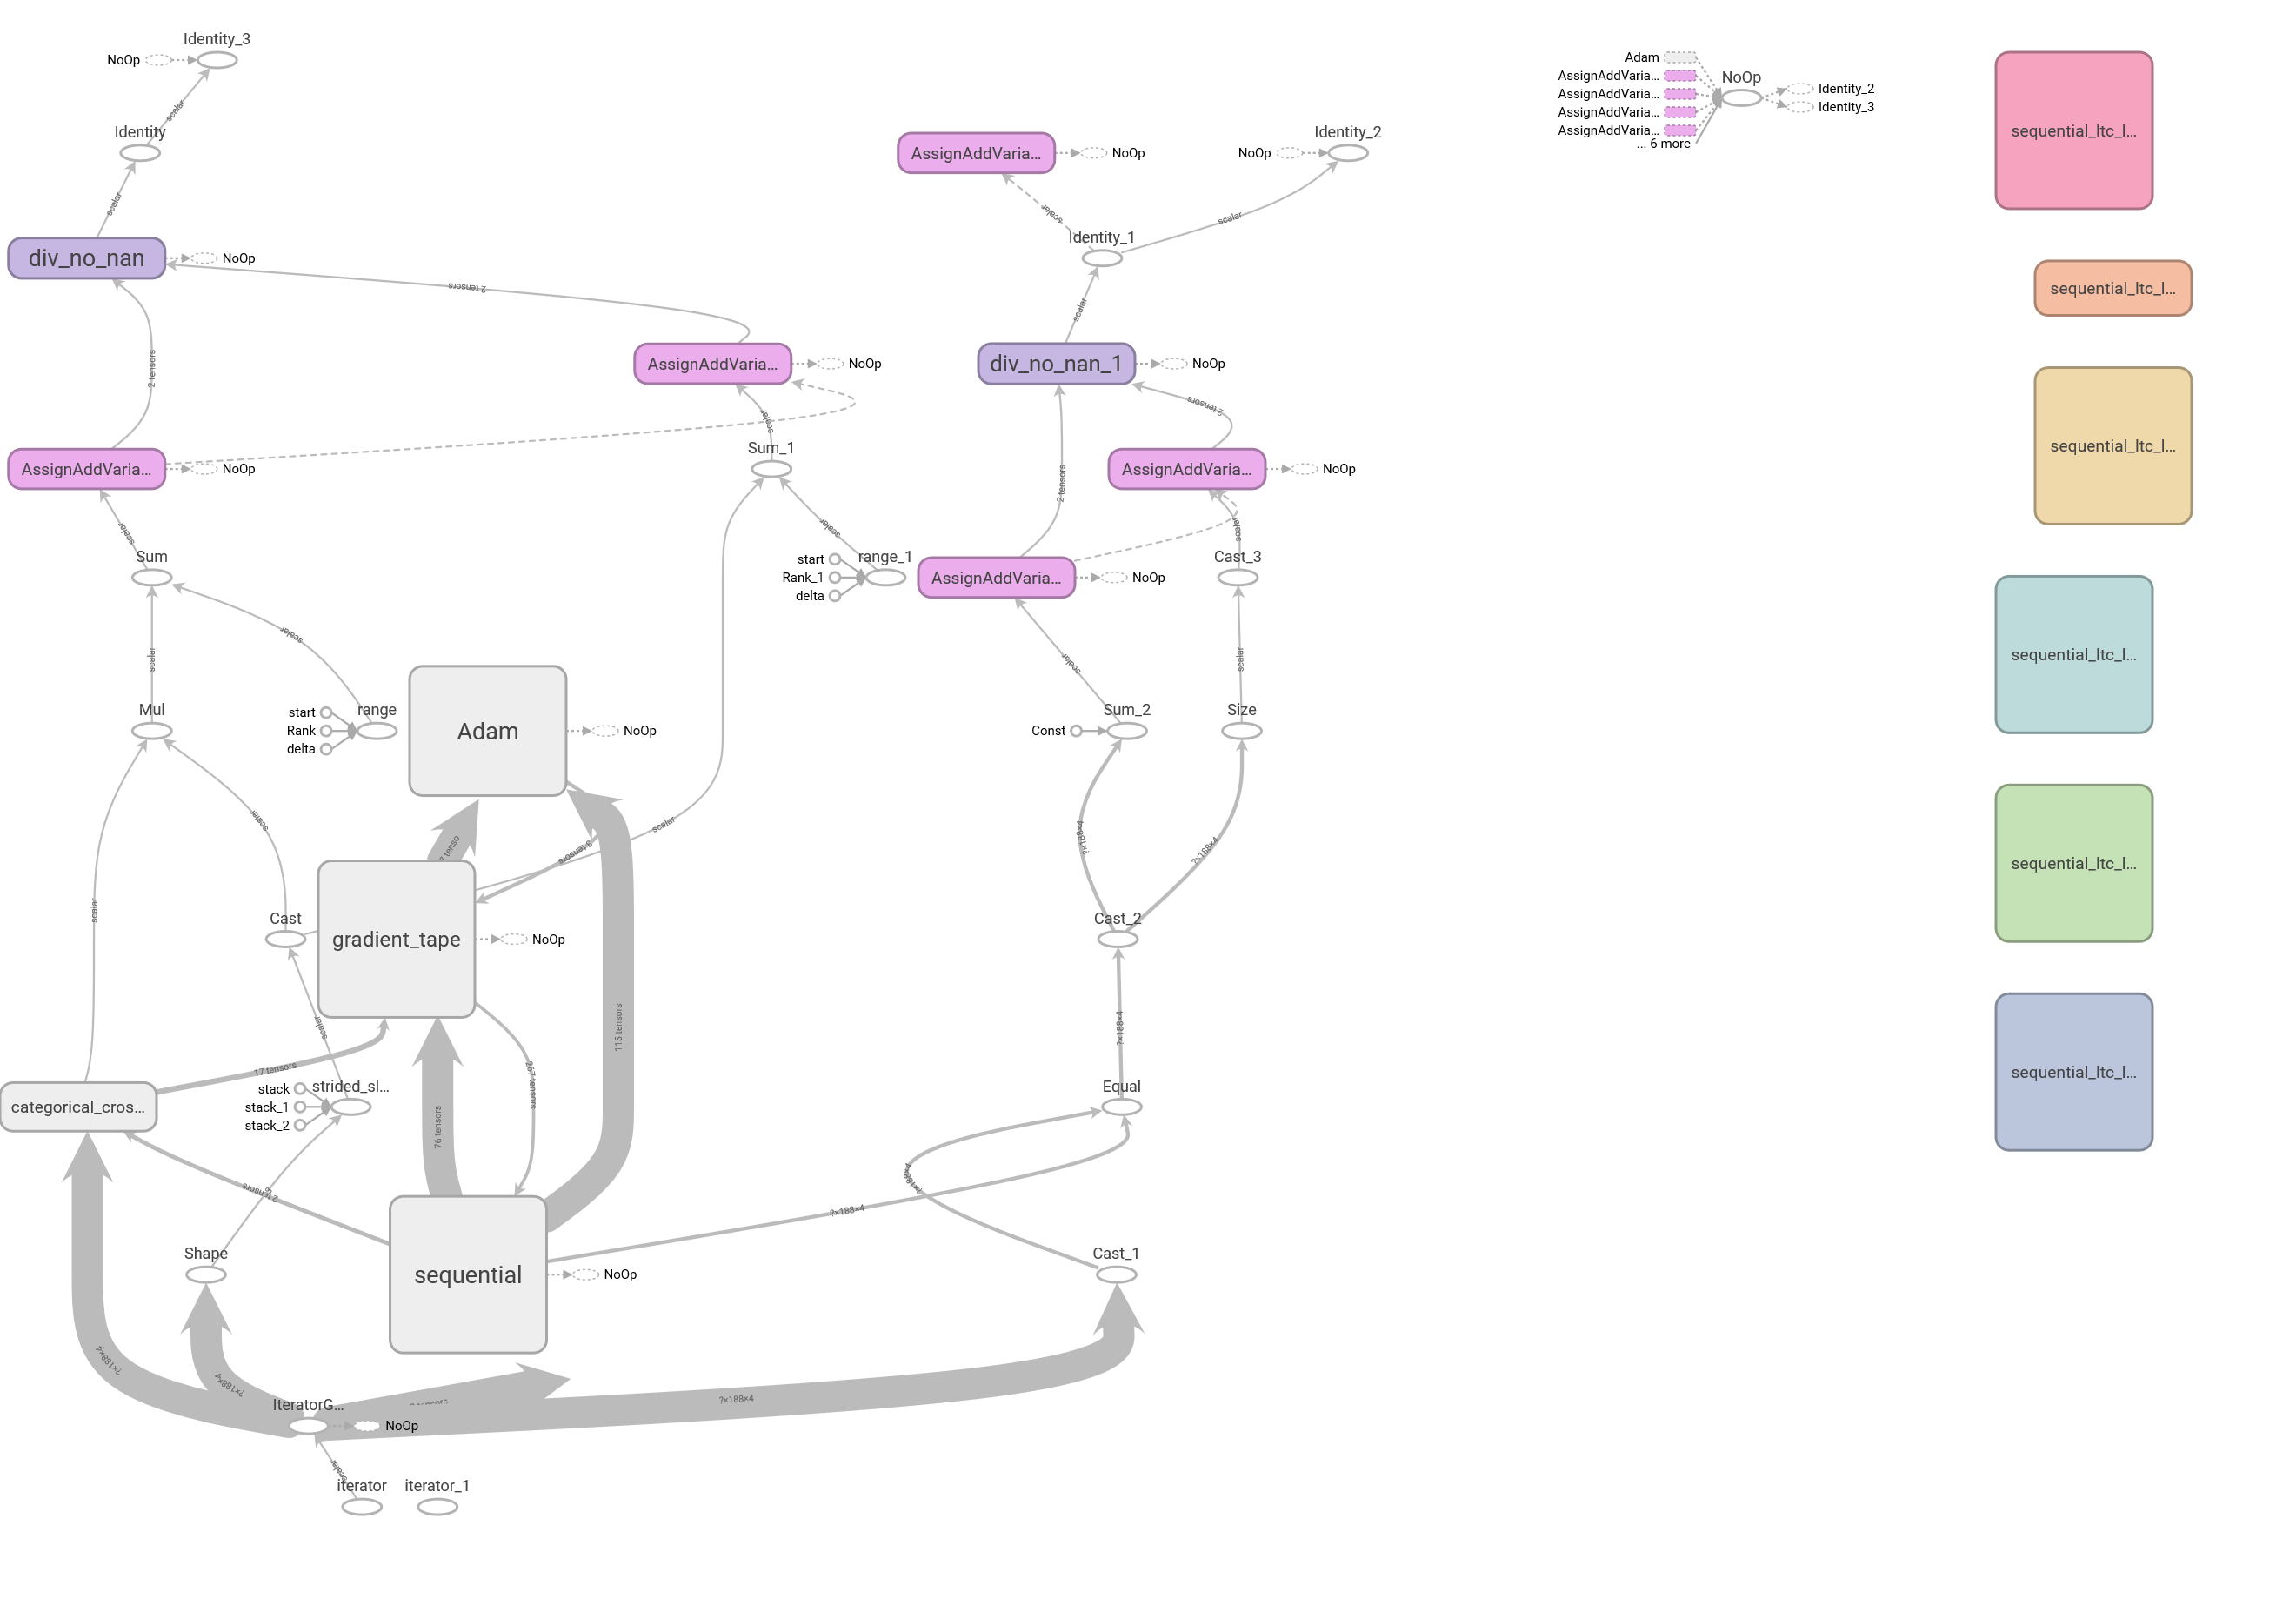 Identity_3
NoOp
scalar
Identity
scalar
div_no_nan
NoOp
2 tensors
2 tensors
AssignAddVaria...
NoOp
scalar
AssignAddVaria...
NoOp
Sum_1
scalar
scalar
Sum
start
Rank_1
delta
range_1
scalar
scalar
Mul
start
Rank
delta
range
Adam
NoOp
scalar
scalar
scalar
3 tensors
Cast
gradient_tape
NoOp
scalar
17 tensors
categorical_cros...
stack
stack_1
stack_2
strided_sl...
76 tensors
267 tensors
115 tensors
2 tensors
Shape
sequential
NoOp
?×188×4
?×188×4
IteratorG...
NoOp
?×188×4
scalar
iterator
iterator_1
AssignAddVaria...
NoOp
NoOp
Identity_2
scalar
scalar
Identity_1
scalar
div_no_nan_1
NoOp
2 tensors
2 tensors
AssignAddVaria...
NoOp
scalar
AssignAddVaria...
NoOp
Cast_3
scalar
scalar
Const
Sum_2
Size
?×188×4
?×188×4
Cast_2
?×188×4
Equal
?×188×4
?×188×4
Cast_1
Adam
AssignAddVaria...
AssignAddVaria...
AssignAddVaria...
AssignAddVaria...
... 6 more
NoOp
Identity_2
Identity_3
sequential_ltc_l...
sequential_ltc_l...
sequential_ltc_l...
sequential_ltc_l...
sequential_ltc_l...
sequential_ltc_l...